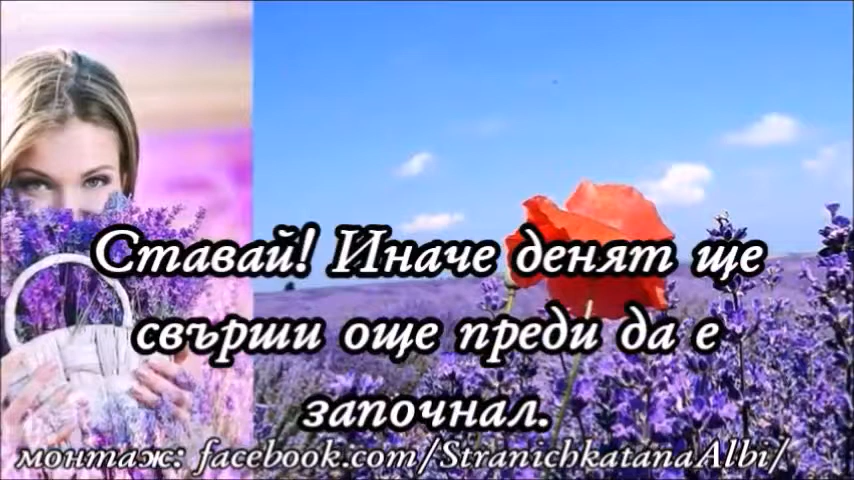 Ставай! Иначе денят ще
свърши още преди да е
започнал.
монтаж: facebook.com/StranichkatanaAlbi/